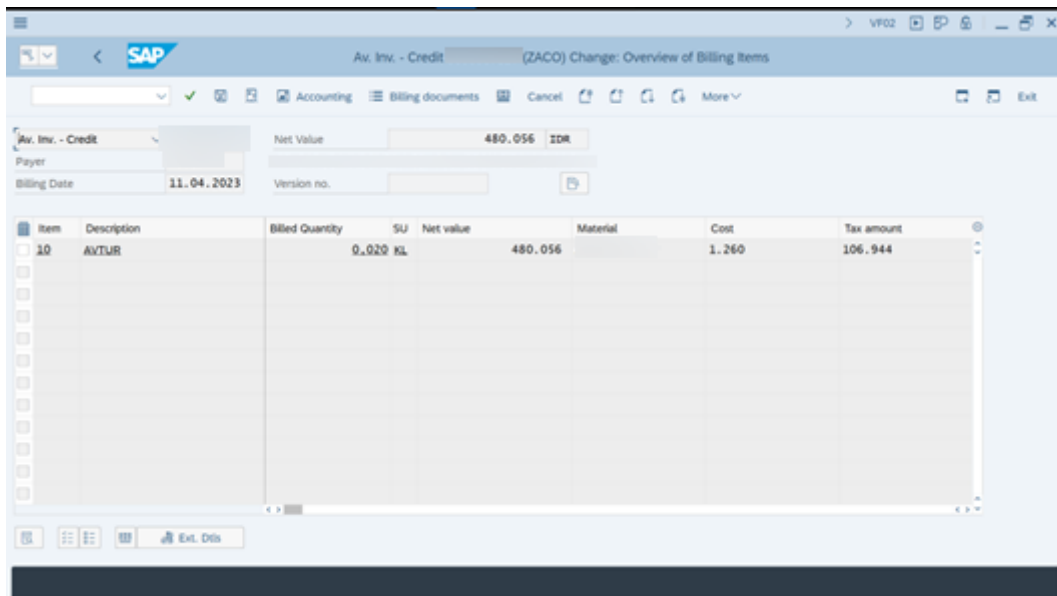 VF02
SAP
Av. Inv. - Credit (ZACO) Change: Overview of Billing Items
Accounting Billing documents Cancel More Exit
Av. Inv. - Credit Net Value 480.056 IDR
Payer
Billing Date 11.04.2023 Version no.
Item Description Billed Quantity SU Net value Material Cost Tax amount
10 AVTUR 0,020 KL 480.056 1.260 106.944
Ext. Dtls